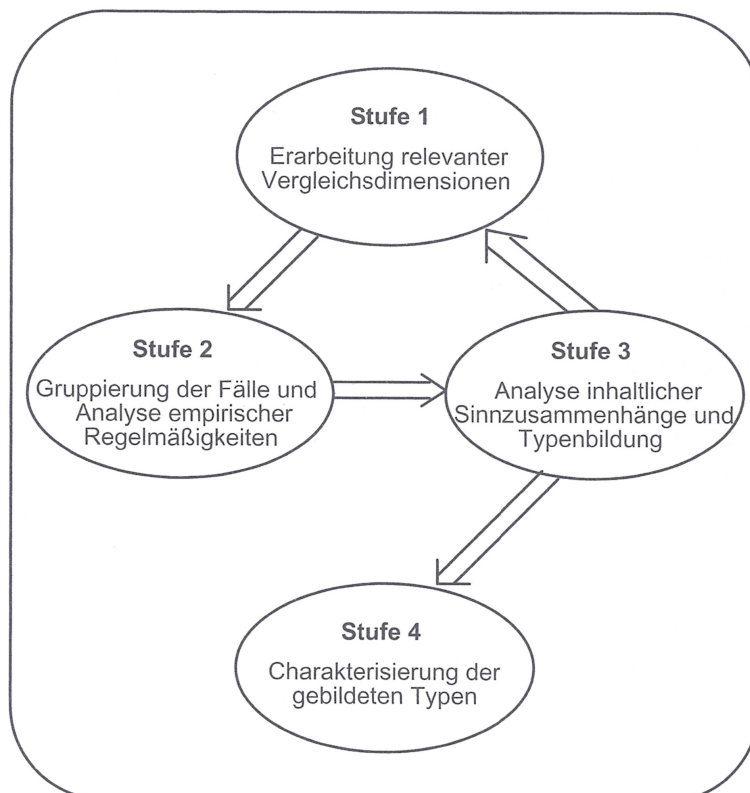 Stufe 1
Erarbeitung relevanter
Vergleichsdimensionen
Stufe 2
Gruppierung der Fälle und
Analyse empirischer
Regelmäßigkeiten
Stufe 3
Analyse inhaltlicher
Sinnzusammenhänge und
Typenbildung
Stufe 4
Charakterisierung der
gebildeten Typen